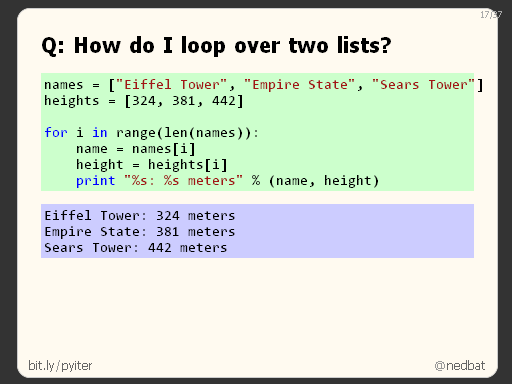 17/37
Q: How do I loop over two lists?
names = ["Eiffel Tower", "Empire State", "Sears Tower"]
heights = [324, 381, 442]
for i in range(len(names)):
    name = names[i]
    height = heights[i]
    print "%s: %s meters" % (name, height)
Eiffel Tower: 324 meters
Empire State: 381 meters
Sears Tower: 442 meters
bit.ly/pyiter
@nedbat